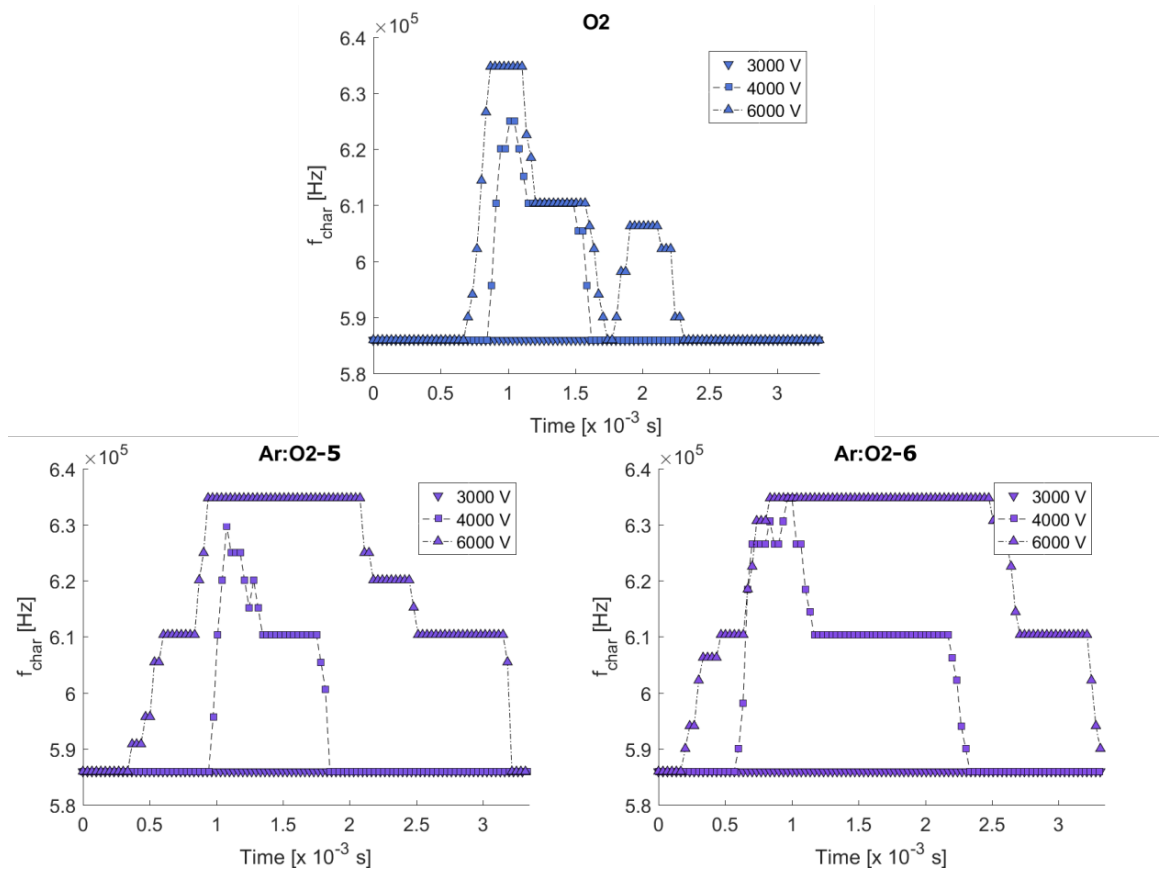 O2
×10^5
6.4
6.3
6.2
6.1
6
5.9
5.8
f_char [Hz]
3000 V
4000 V
6000 V
0 0.5 1 1.5 2 2.5 3
Time [x 10^-3 s]
Ar:O2-5
×10^5
6.4
6.3
6.2
6.1
6
5.9
5.8
f_char [Hz]
3000 V
4000 V
6000 V
0 0.5 1 1.5 2 2.5 3
Time [x 10^-3 s]
Ar:O2-6
×10^5
6.4
6.3
6.2
6.1
6
5.9
5.8
f_char [Hz]
3000 V
4000 V
6000 V
0 0.5 1 1.5 2 2.5 3
Time [x 10^-3 s]